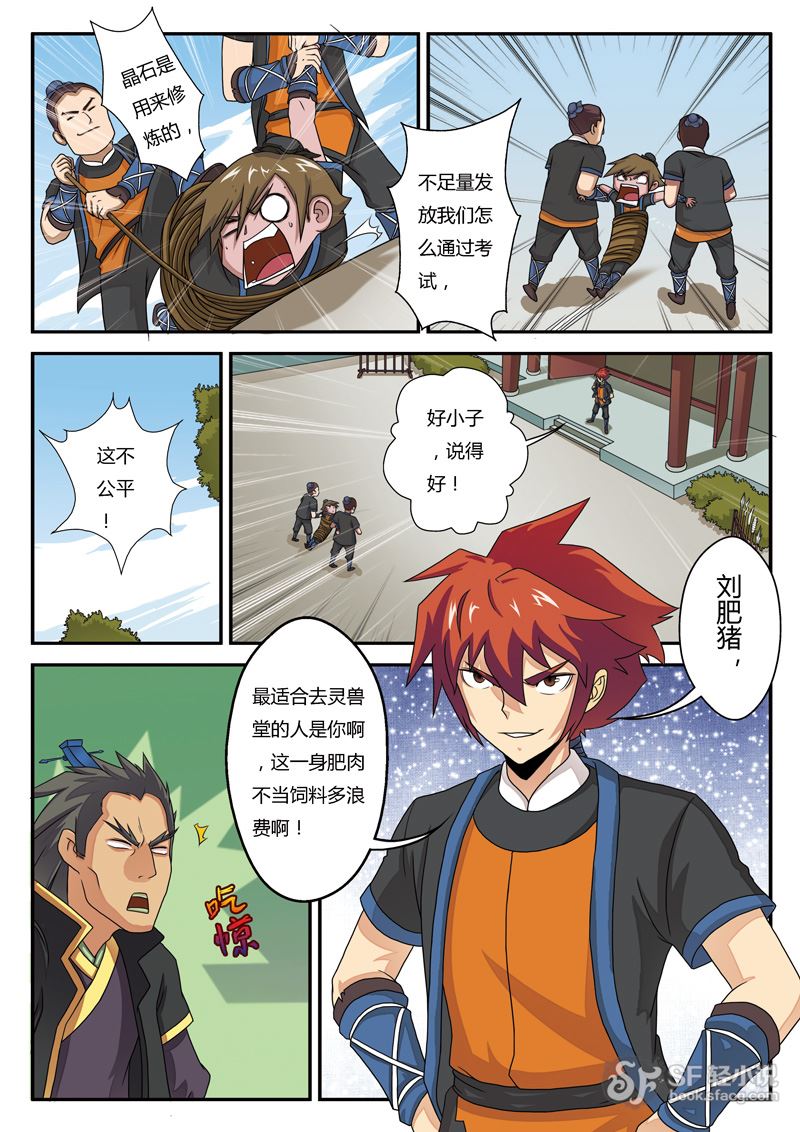 晶石是
用来修
炼的，
不足量发
放我们怎
么通过考
试，
这不
公平
！
好小子
，说得
好！
刘肥猪，
最适合去灵兽
堂的人是你啊
，这一身肥肉
不当饲料多浪
费啊！
吃惊
SF轻小说
book.sfacg.com